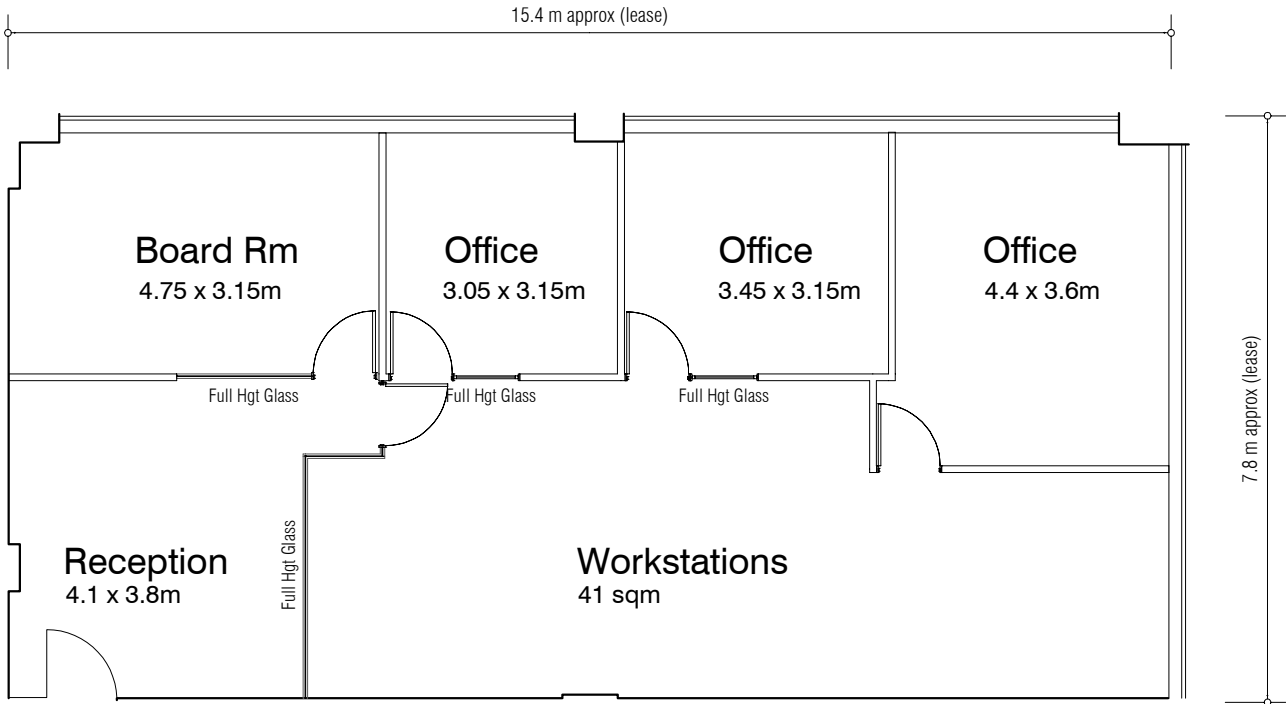 15.4 m approx (lease)
Board Rm
4.75 x 3.15m
Office
3.05 x 3.15m
Office
3.45 x 3.15m
Office
4.4 x 3.6m
7.8 m approx (lease)
Full Hgt Glass
Full Hgt Glass
Full Hgt Glass
Full Hgt Glass
Reception
4.1 x 3.8m
Workstations
41 sqm